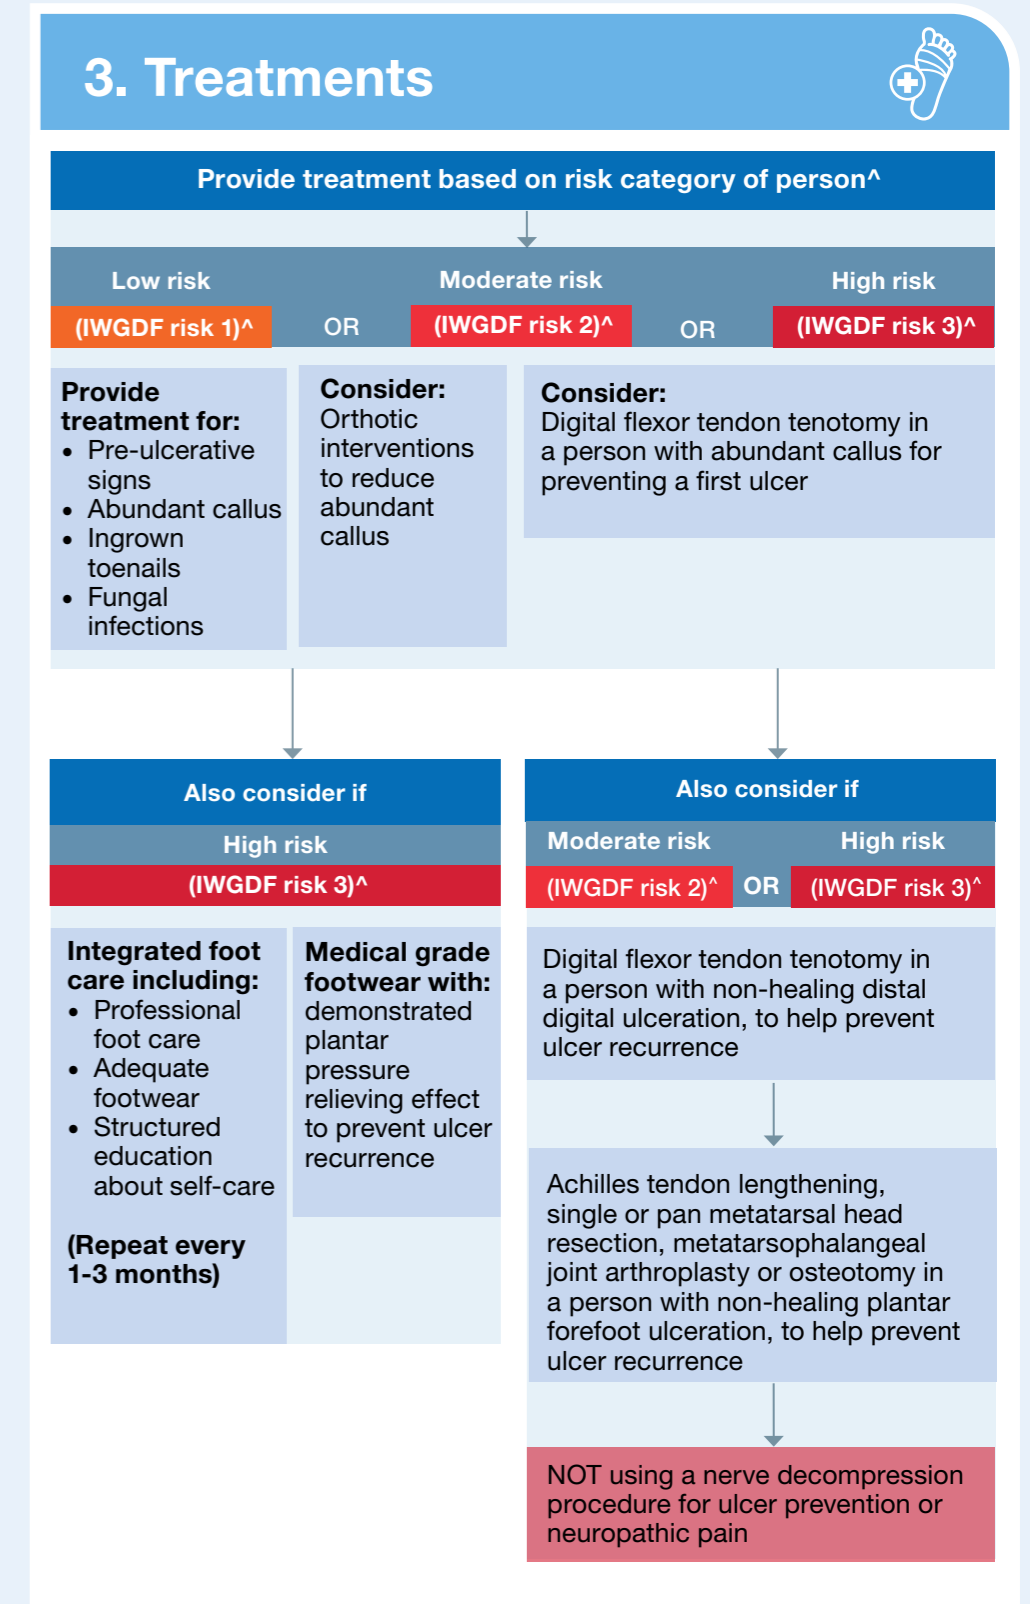 3. Treatments
Provide treatment based on risk category of person^
Low risk
(IWGDF risk 1)^
OR
Moderate risk
(IWGDF risk 2)^
OR
High risk
(IWGDF risk 3)^
Provide
treatment for:
• Pre-ulcerative
signs
• Abundant callus
• Ingrown
toenails
• Fungal
infections
Consider:
Orthotic
interventions
to reduce
abundant
callus
Consider:
Digital flexor tendon tenotomy in
a person with abundant callus for
preventing a first ulcer
Also consider if
High risk
(IWGDF risk 3)^
Integrated foot
care including:
• Professional
foot care
• Adequate
footwear
• Structured
education
about self-care
(Repeat every
1-3 months)
Medical grade
footwear with:
demonstrated
plantar
pressure
relieving effect
to prevent ulcer
recurrence
Also consider if
Moderate risk
(IWGDF risk 2)^
OR
High risk
(IWGDF risk 3)^
Digital flexor tendon tenotomy in
a person with non-healing distal
digital ulceration, to help prevent
ulcer recurrence
Achilles tendon lengthening,
single or pan metatarsal head
resection, metatarsophalangeal
joint arthroplasty or osteotomy in
a person with non-healing plantar
forefoot ulceration, to help prevent
ulcer recurrence
NOT using a nerve decompression
procedure for ulcer prevention or
neuropathic pain